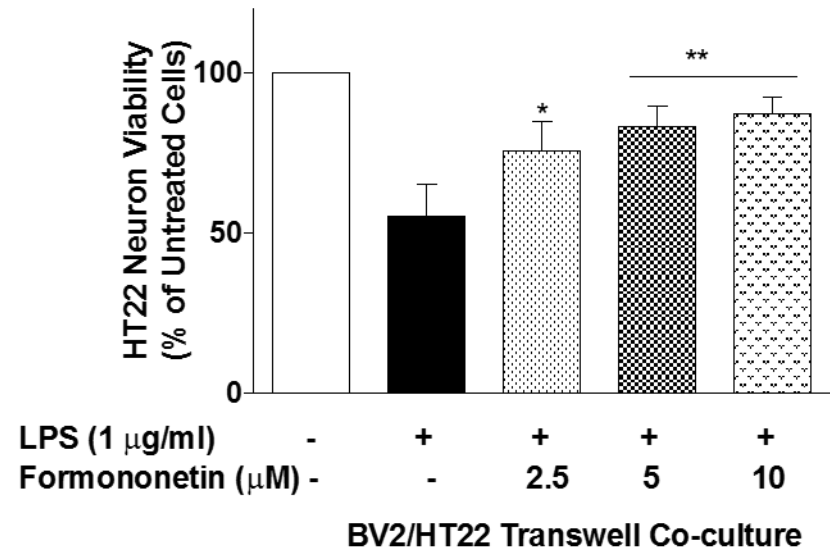 HT22 Neuron Viability
(% of Untreated Cells)
100
50
0
*
**
LPS (1 μg/ml) - + + + +
Formononetin (μM) - - 2.5 5 10
BV2/HT22 Transwell Co-culture